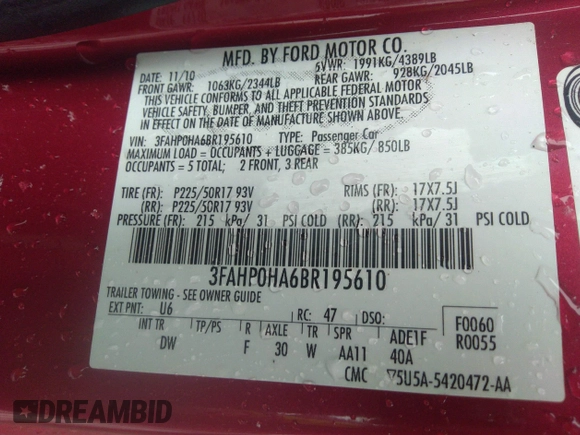 MFD. BY FORD MOTOR CO.
DATE: 11/10 GVWR: 1991KG/4389LB
FRONT GAWR: 1063KG/2344LB REAR GAWR: 928KG/2045LB
THIS VEHICLE CONFORMS TO ALL APPLICABLE FEDERAL MOTOR
VEHICLE SAFETY, BUMPER, AND THEFT PREVENTION STANDARDS
IN EFFECT ON THE DATE OF MANUFACTURE SHOWN ABOVE.
VIN: 3FAHP0HA6BR195610 TYPE: Passenger Car
MAXIMUM LOAD = OCCUPANTS + LUGGAGE = 385KG/ 850LB
OCCUPANTS = 5 TOTAL; 2 FRONT, 3 REAR
TIRE (FR): P225/50R17 93V RIMS (FR): 17X7.5J
(RR): P225/50R17 93V (RR): 17X7.5J
PRESSURE (FR): 215 kPa/ 31 PSI COLD (RR): 215 kPa/ 31 PSI COLD
3FAHP0HA6BR195610
TRAILER TOWING - SEE OWNER GUIDE
EXT PNT: U6 RC: 47 DSO: F0060
R0055
INT TR TP/PS R AXLE TR SPR ADE1F
DW F 30 W AA11 40A
CMC 5U5A-5420472-AA
DREAMBID